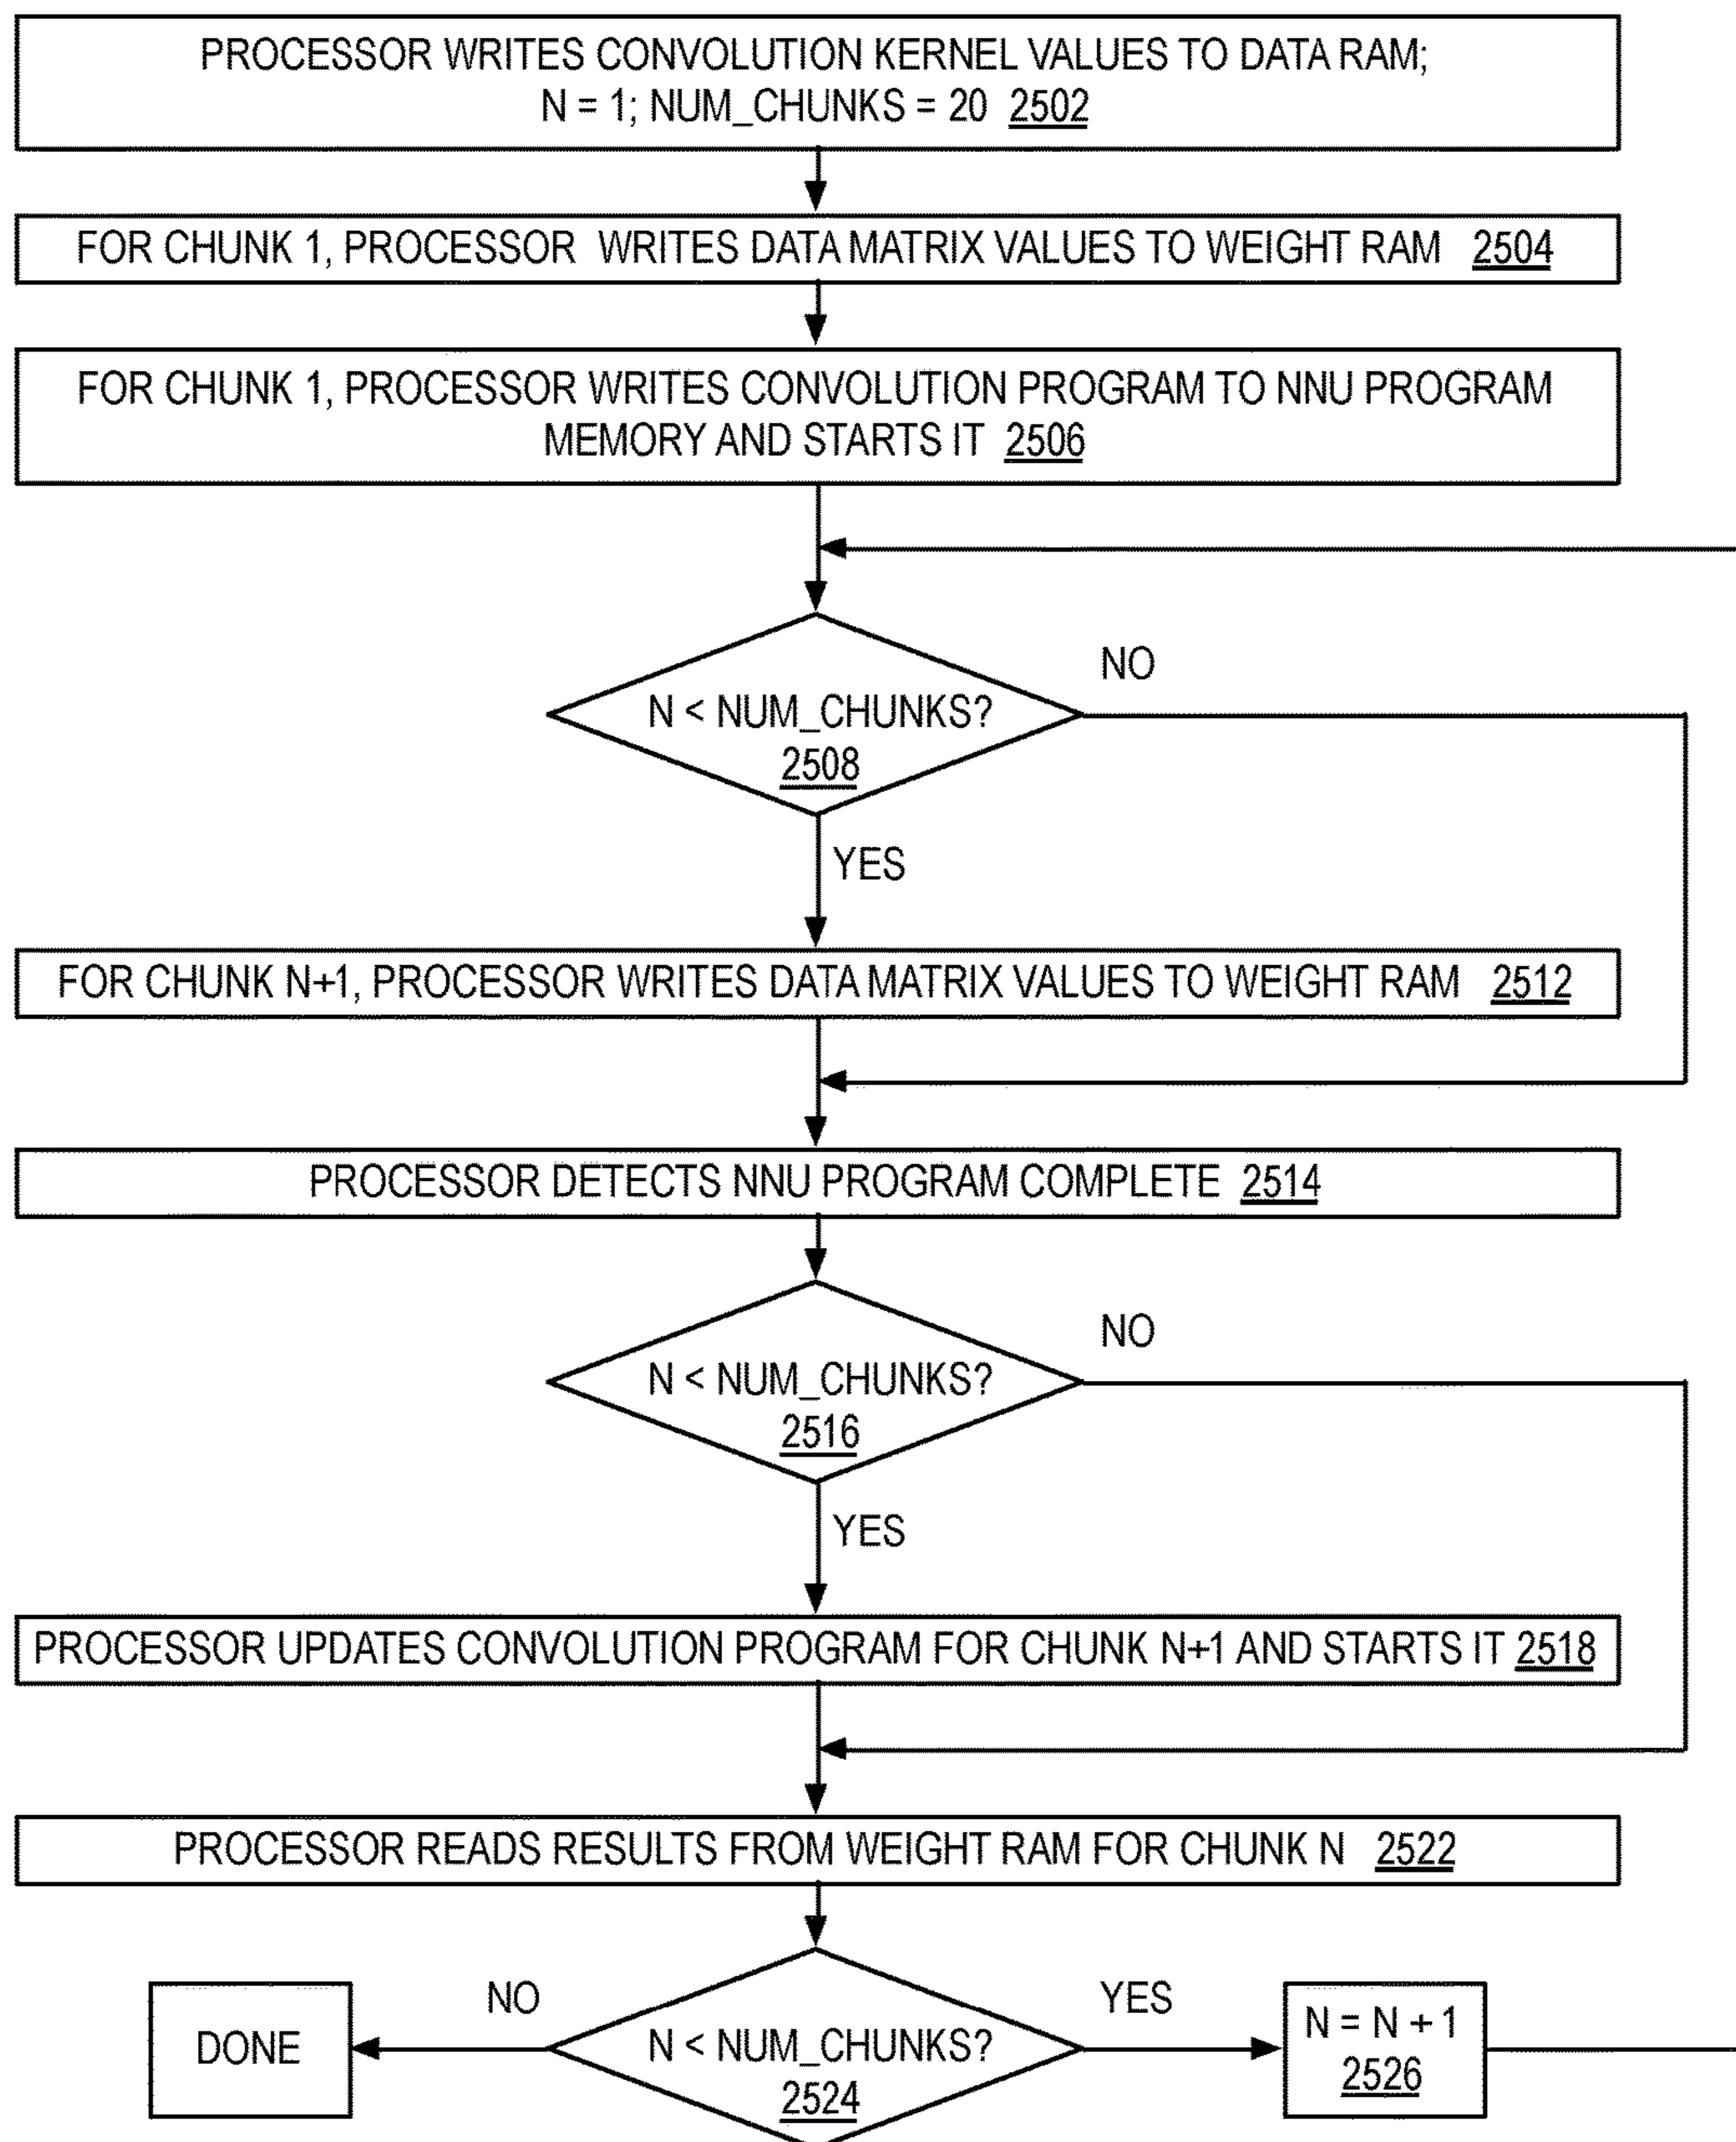 PROCESSOR WRITES CONVOLUTION KERNEL VALUES TO DATA RAM;
N = 1; NUM_CHUNKS = 20 2502
FOR CHUNK 1, PROCESSOR WRITES DATA MATRIX VALUES TO WEIGHT RAM 2504
FOR CHUNK 1, PROCESSOR WRITES CONVOLUTION PROGRAM TO NNU PROGRAM
MEMORY AND STARTS IT 2506
NO
N < NUM_CHUNKS?
2508
YES
FOR CHUNK N+1, PROCESSOR WRITES DATA MATRIX VALUES TO WEIGHT RAM 2512
PROCESSOR DETECTS NNU PROGRAM COMPLETE 2514
NO
N < NUM_CHUNKS?
2516
YES
PROCESSOR UPDATES CONVOLUTION PROGRAM FOR CHUNK N+1 AND STARTS IT 2518
PROCESSOR READS RESULTS FROM WEIGHT RAM FOR CHUNK N 2522
NO
YES
DONE
N < NUM_CHUNKS?
2524
N = N + 1
2526